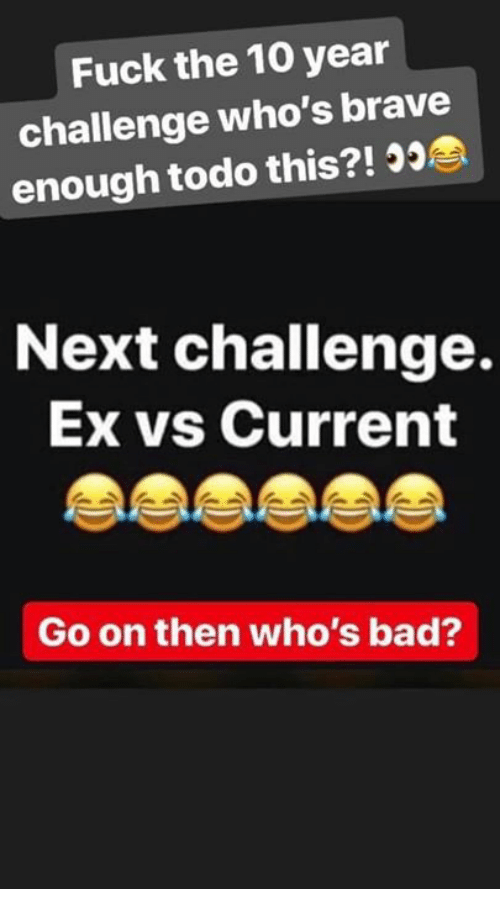 Fuck the 10 year
challenge who's brave
enough todo this?! 👀😂
Next challenge.
Ex vs Current
😂😂😂😂😂😂
Go on then who's bad?